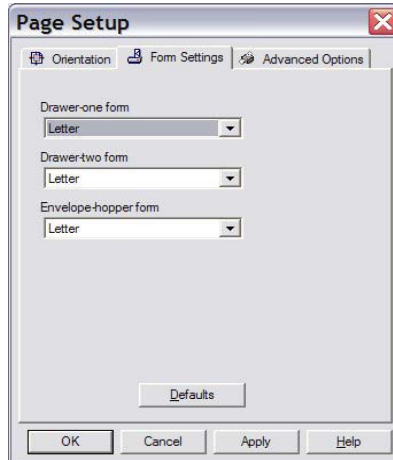 Page Setup
Orientation Form Settings Advanced Options
Drawer-one form
Letter
Drawer-two form
Letter
Envelope-hopper form
Letter
Defaults
OK Cancel Apply Help